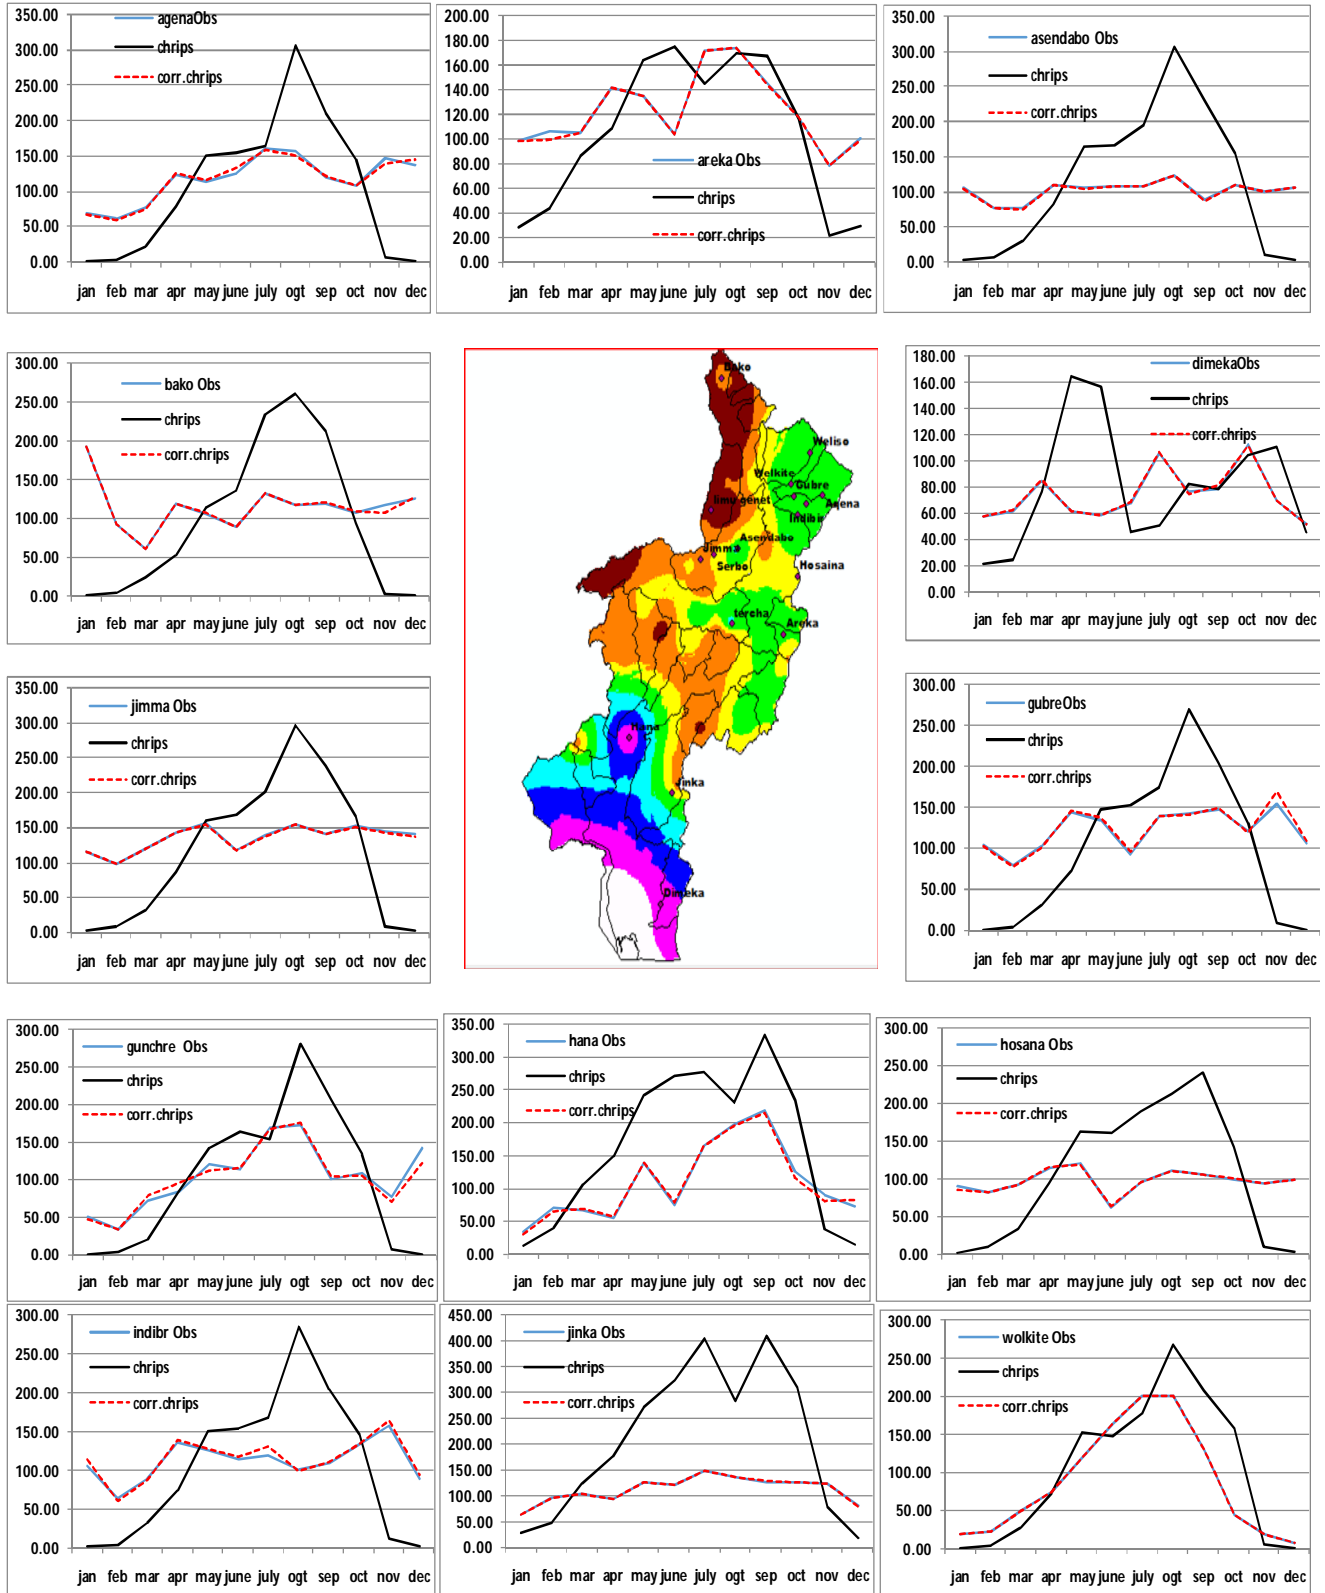 350.00
300.00
250.00
200.00
150.00
100.00
50.00
0.00
agenaObs
chrips
corr.chrips
jan feb mar apr may june july ogt sep oct nov dec
200.00
180.00
160.00
140.00
120.00
100.00
80.00
60.00
40.00
20.00
0.00
areka Obs
chrips
corr.chrips
jan feb mar apr may june july ogt sep oct nov dec
350.00
300.00
250.00
200.00
150.00
100.00
50.00
0.00
asendabo Obs
chrips
corr.chrips
jan feb mar apr may june july ogt sep oct nov dec
300.00
250.00
200.00
150.00
100.00
50.00
0.00
bako Obs
chrips
corr.chrips
jan feb mar apr may june july ogt sep oct nov dec
Bako
Weliso
Welkite
Gubre
Agena
limu genet
Indibir
Asendabo
Jimma
Serbo
Hosaina
tercha
Areka
Hana
Jinka
Dimeka
180.00
160.00
140.00
120.00
100.00
80.00
60.00
40.00
20.00
0.00
dimekaObs
chrips
corr.chrips
jan feb mar apr may june july ogt sep oct nov dec
350.00
300.00
250.00
200.00
150.00
100.00
50.00
0.00
jimma Obs
chrips
corr.chrips
jan feb mar apr may june july ogt sep oct nov dec
300.00
250.00
200.00
150.00
100.00
50.00
0.00
gubreObs
chrips
corr.chrips
jan feb mar apr may june july ogt sep oct nov dec
300.00
250.00
200.00
150.00
100.00
50.00
0.00
gunchre Obs
chrips
corr.chrips
jan feb mar apr may june july ogt sep oct nov dec
350.00
300.00
250.00
200.00
150.00
100.00
50.00
0.00
hana Obs
chrips
corr.chrips
jan feb mar apr may june july ogt sep oct nov dec
300.00
250.00
200.00
150.00
100.00
50.00
0.00
hosana Obs
chrips
corr.chrips
jan feb mar apr may june july ogt sep oct nov dec
300.00
250.00
200.00
150.00
100.00
50.00
0.00
indibr Obs
chrips
corr.chrips
jan feb mar apr may june july ogt sep oct nov dec
450.00
400.00
350.00
300.00
250.00
200.00
150.00
100.00
50.00
0.00
jinka Obs
chrips
corr.chrips
jan feb mar apr may june july ogt sep oct nov dec
300.00
250.00
200.00
150.00
100.00
50.00
0.00
wolkite Obs
chrips
corr.chrips
jan feb mar apr may june july ogt sep oct nov dec